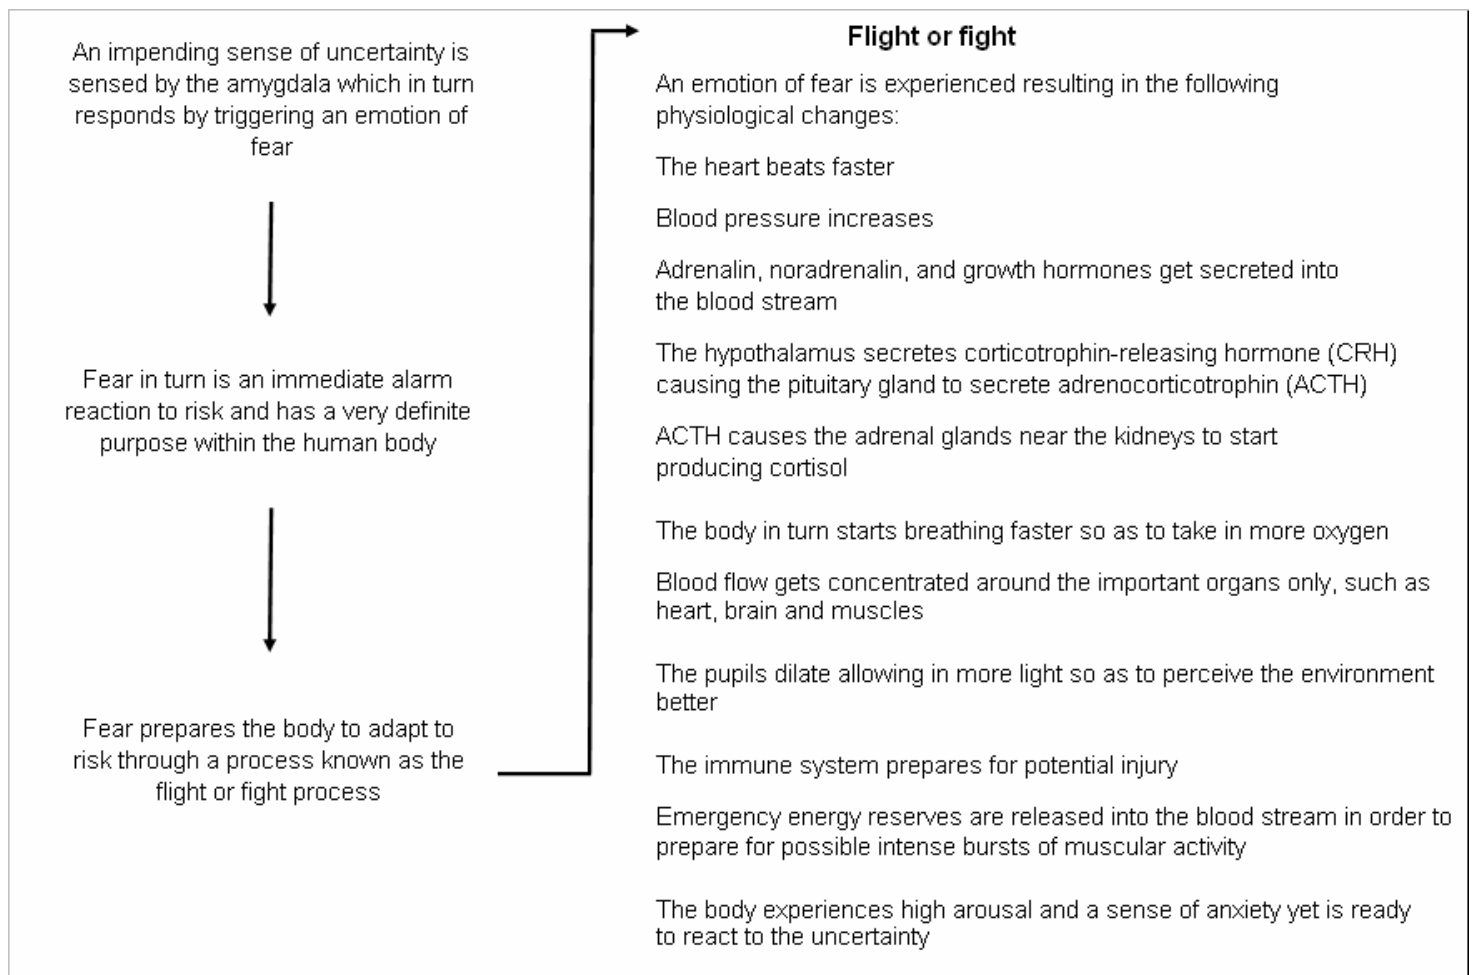 An impending sense of uncertainty is
sensed by the amygdala which in turn
responds by triggering an emotion of
fear
Fear in turn is an immediate alarm
reaction to risk and has a very definite
purpose within the human body
Fear prepares the body to adapt to
risk through a process known as the
flight or fight process
Flight or fight
An emotion of fear is experienced resulting in the following
physiological changes:
The heart beats faster
Blood pressure increases
Adrenalin, noradrenalin, and growth hormones get secreted into
the blood stream
The hypothalamus secretes corticotrophin-releasing hormone (CRH)
causing the pituitary gland to secrete adrenocorticotrophin (ACTH)
ACTH causes the adrenal glands near the kidneys to start
producing cortisol
The body in turn starts breathing faster so as to take in more oxygen
Blood flow gets concentrated around the important organs only, such as
heart, brain and muscles
The pupils dilate allowing in more light so as to perceive the environment
better
The immune system prepares for potential injury
Emergency energy reserves are released into the blood stream in order to
prepare for possible intense bursts of muscular activity
The body experiences high arousal and a sense of anxiety yet is ready
to react to the uncertainty